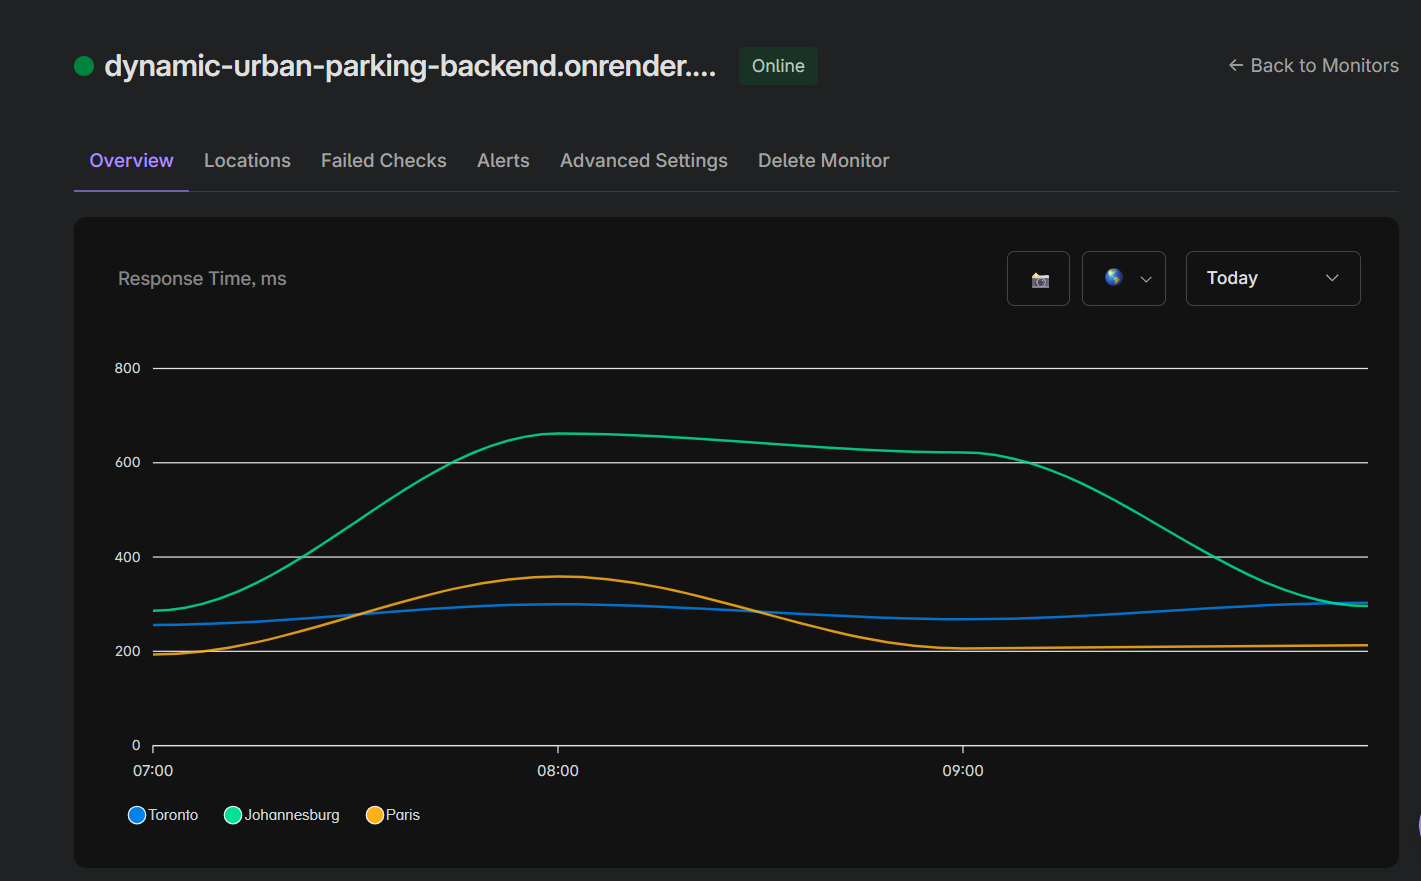 dynamic-urban-parking-backend.onrender.... Online ← Back to Monitors
Overview Locations Failed Checks Alerts Advanced Settings Delete Monitor
Response Time, ms Today
800
600
400
200
0
07:00 08:00 09:00
Toronto Johannesburg Paris